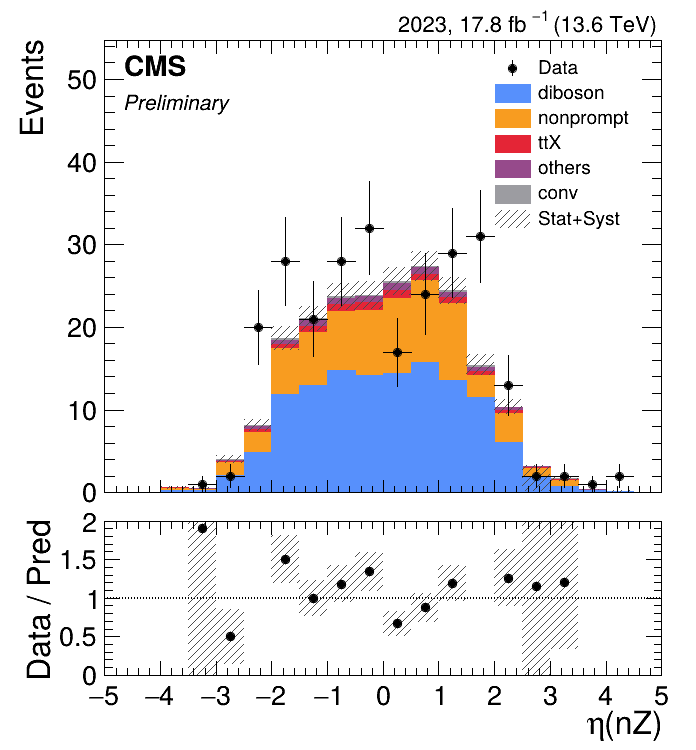 2023, 17.8 fb⁻¹ (13.6 TeV)
Events
CMS
Preliminary
Data
diboson
nonprompt
ttX
others
conv
Stat+Syst
50
40
30
20
10
0
Data / Pred
2
1.5
1
0.5
0
−5 −4 −3 −2 −1 0 1 2 3 4 5
η(nZ)